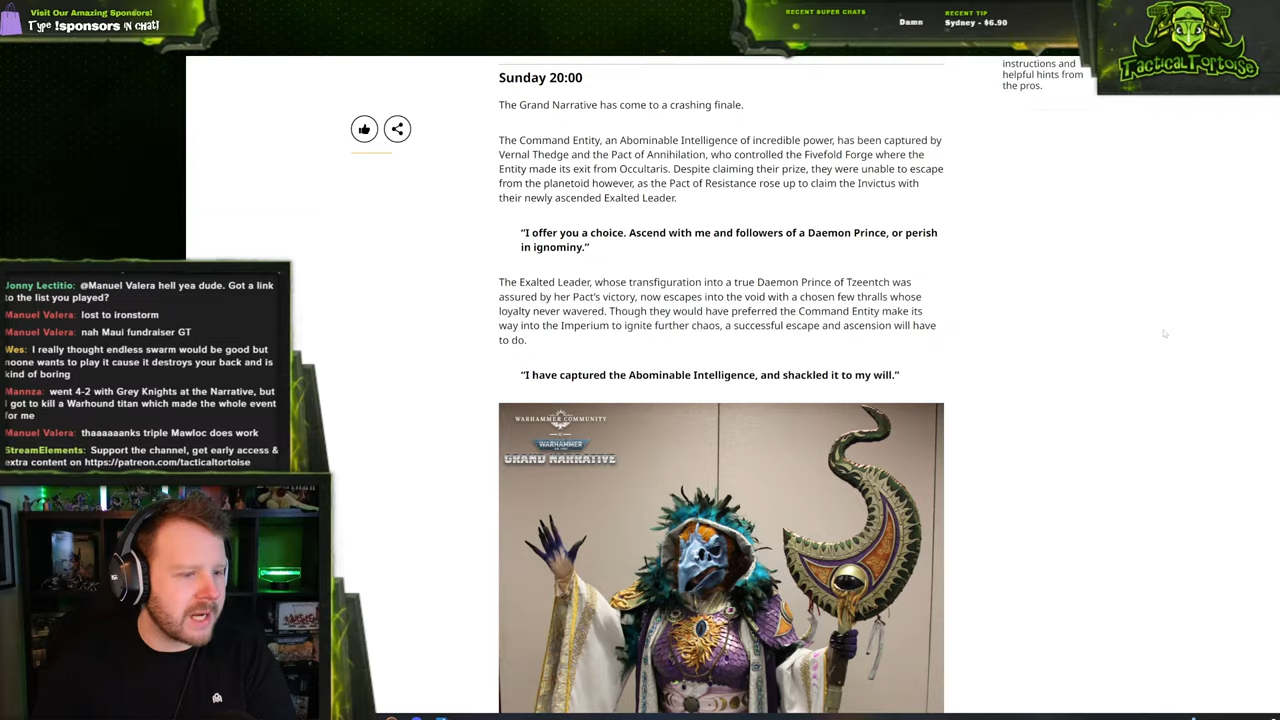 Visit Our Amazing Sponsors!
Type !sponsors in chat!
RECENT SUPER CHATS
Damn
RECENT TIP
Sydney - $6.90
TacticalTortoise
instructions and
helpful hints from
the pros.
Sunday 20:00
The Grand Narrative has come to a crashing finale.
The Command Entity, an Abominable Intelligence of incredible power, has been captured by
Vernal Thedge and the Pact of Annihilation, who controlled the Fivefold Forge where the
Entity made its exit from Occultaris. Despite claiming their prize, they were unable to escape
from the planetoid however, as the Pact of Resistance rose up to claim the Invictus with
their newly ascended Exalted Leader.
“I offer you a choice. Ascend with me and followers of a Daemon Prince, or perish
in ignominy.”
The Exalted Leader, whose transfiguration into a true Daemon Prince of Tzeentch was
assured by her Pact’s victory, now escapes into the void with a chosen few thralls whose
loyalty never wavered. Though they would have preferred the Command Entity make its
way into the Imperium to ignite further chaos, a successful escape and ascension will have
to do.
“I have captured the Abominable Intelligence, and shackled it to my will.”
WARHAMMER COMMUNITY
WARHAMMER
GRAND NARRATIVE
Jonny Lectitio: @Manuel Valera hell yea dude. Got a link
to the list you played?
Manuel Valera: lost to ironstorm
Manuel Valera: nah Maui fundraiser GT
Wes: I really thought endless swarm would be good but
noone wants to play it cause it destroys your back and is
kind of boring
Mannza: went 4-2 with Grey Knights at the Narrative, but
I got to kill a Warhound titan which made the whole event
for me
Manuel Valera: thaaaaaanks triple Mawloc does work
StreamElements: Support the channel, get early access &
extra content on https://patreon.com/tacticaltortoise